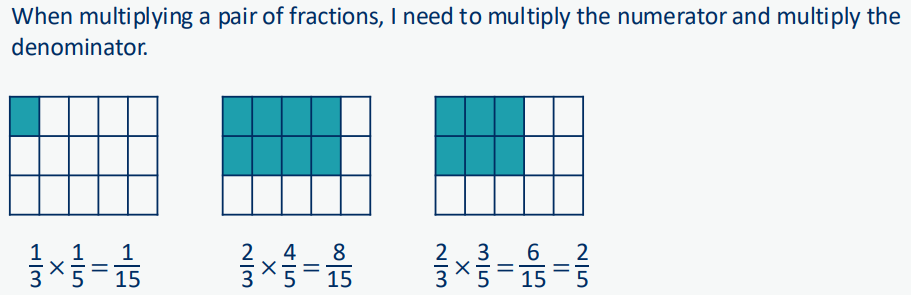 When multiplying a pair of fractions, I need to multiply the numerator and multiply the
denominator.
1/3 × 1/5 = 1/15
2/3 × 4/5 = 8/15
2/3 × 3/5 = 6/15 = 2/5